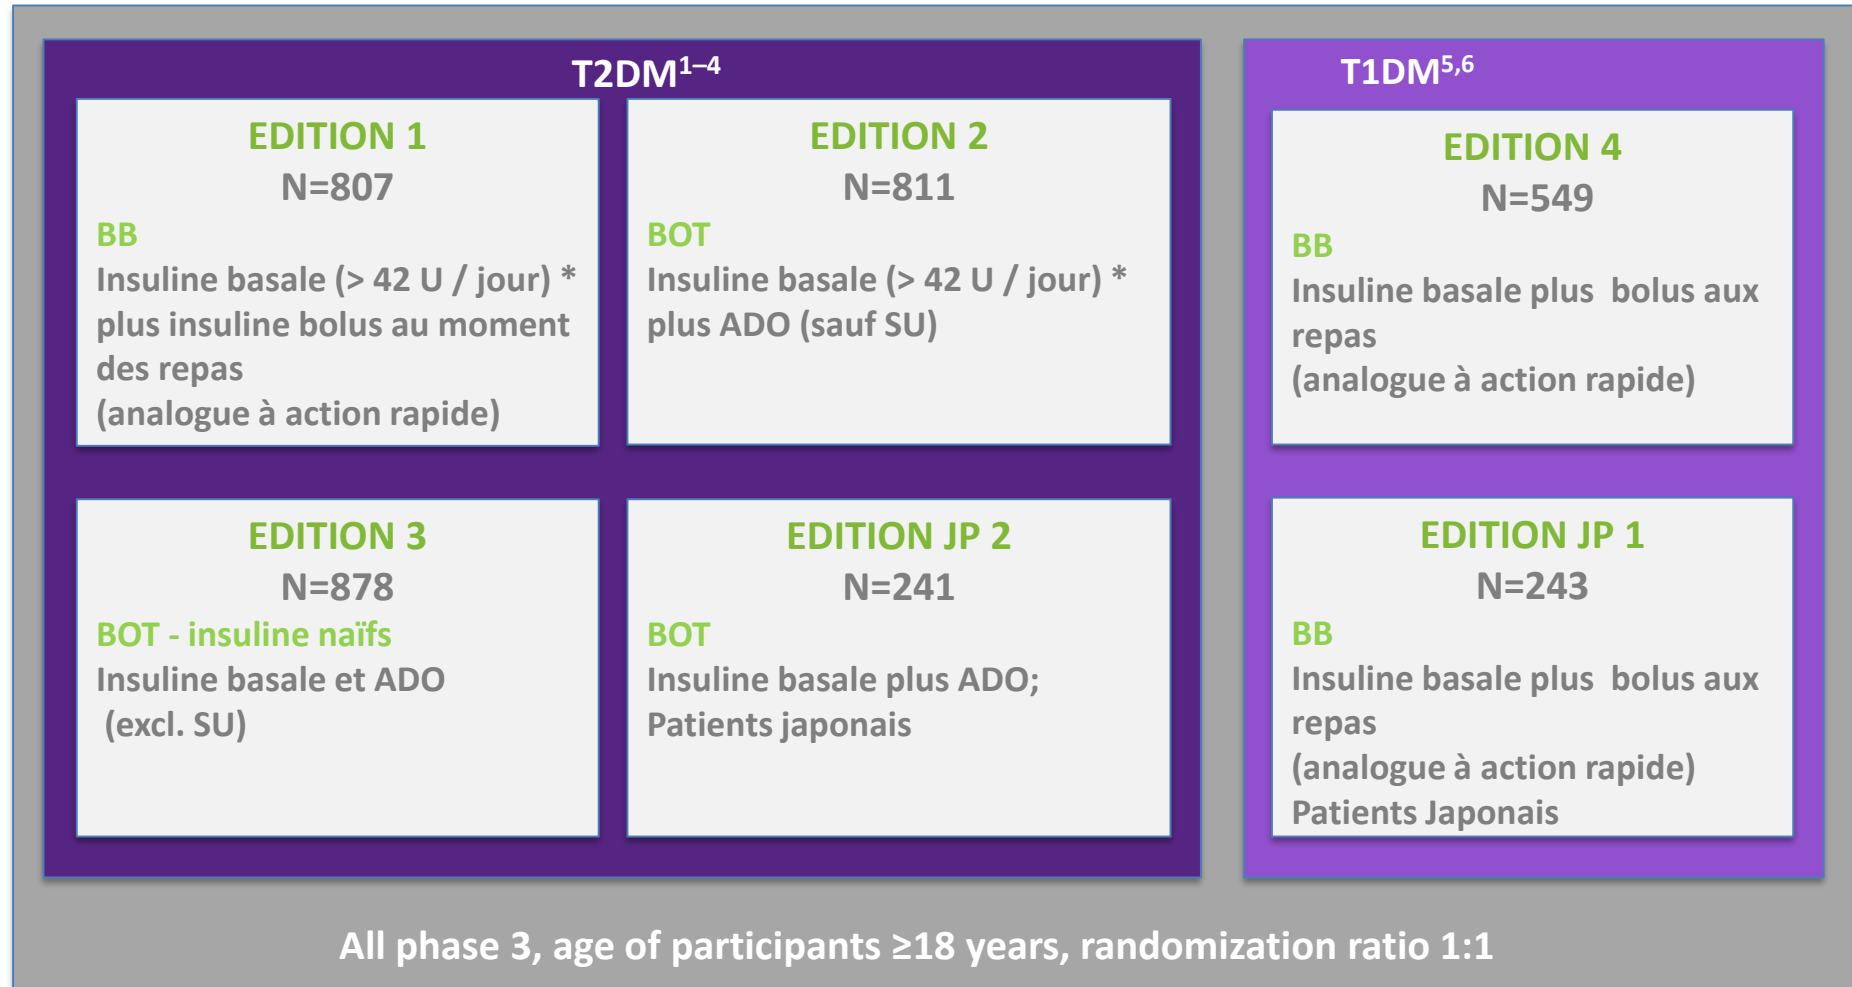 T2DM1–4
EDITION 1
N=807
BB
Insuline basale (> 42 U / jour) *
plus insuline bolus au moment
des repas
(analogue à action rapide)
EDITION 2
N=811
BOT
Insuline basale (> 42 U / jour) *
plus ADO (sauf SU)
EDITION 3
N=878
BOT - insuline naïfs
Insuline basale et ADO
(excl. SU)
EDITION JP 2
N=241
BOT
Insuline basale plus ADO;
Patients japonais
T1DM5,6
EDITION 4
N=549
BB
Insuline basale plus  bolus aux
repas
(analogue à action rapide)
EDITION JP 1
N=243
BB
Insuline basale plus  bolus aux
repas
(analogue à action rapide)
Patients Japonais
All phase 3, age of participants ≥18 years, randomization ratio 1:1